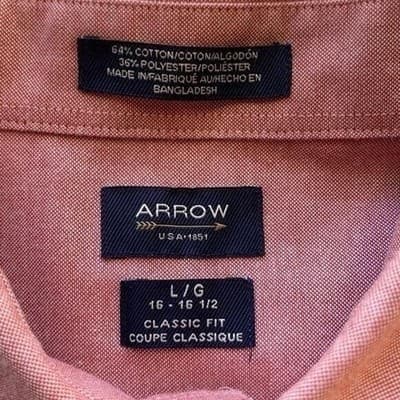 64% COTTON/COTON/ALGODÓN
36% POLYESTER/POLIÉSTER
MADE IN/FABRIQUÉ AU/HECHO EN
BANGLADESH
ARROW
USA•1851
L/G
16 - 16 1/2
CLASSIC FIT
COUPE CLASSIQUE